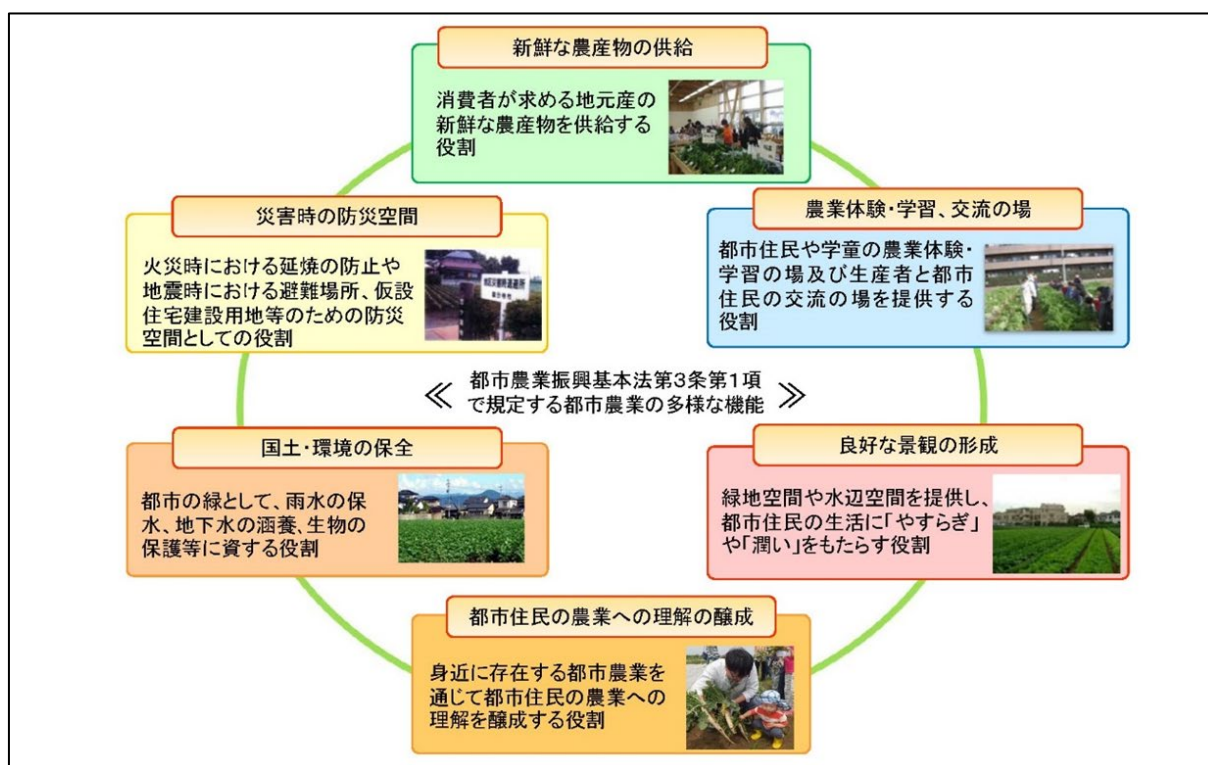 新鮮な農産物の供給
消費者が求める地元産の
新鮮な農産物を供給する
役割
災害時の防災空間
火災時における延焼の防止や
地震時における避難場所、仮設
住宅建設用地等のための防災
空間としての役割
農業体験・学習、交流の場
都市住民や学童の農業体験・
学習の場及び生産者と都市
住民の交流の場を提供する
役割
≪ 都市農業振興基本法第3条第1項
で規定する都市農業の多様な機能 ≫
国土・環境の保全
都市の緑として、雨水の保
水、地下水の涵養、生物の
保護等に資する役割
良好な景観の形成
緑地空間や水辺空間を提供し、
都市住民の生活に「やすらぎ」
や「潤い」をもたらす役割
都市住民の農業への理解の醸成
身近に存在する都市農業を
通じて都市住民の農業への
理解を醸成する役割